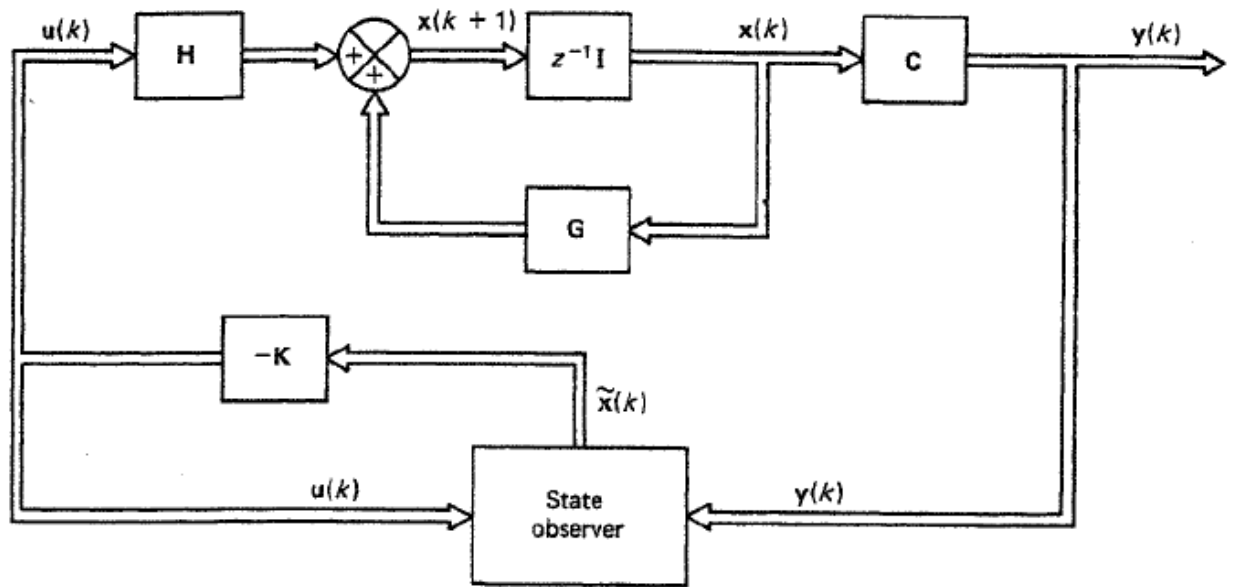 u(k)
H
+
+
x(k + 1)
z⁻¹I
x(k)
C
y(k)
G
−K
x̃(k)
u(k)
State
observer
y(k)